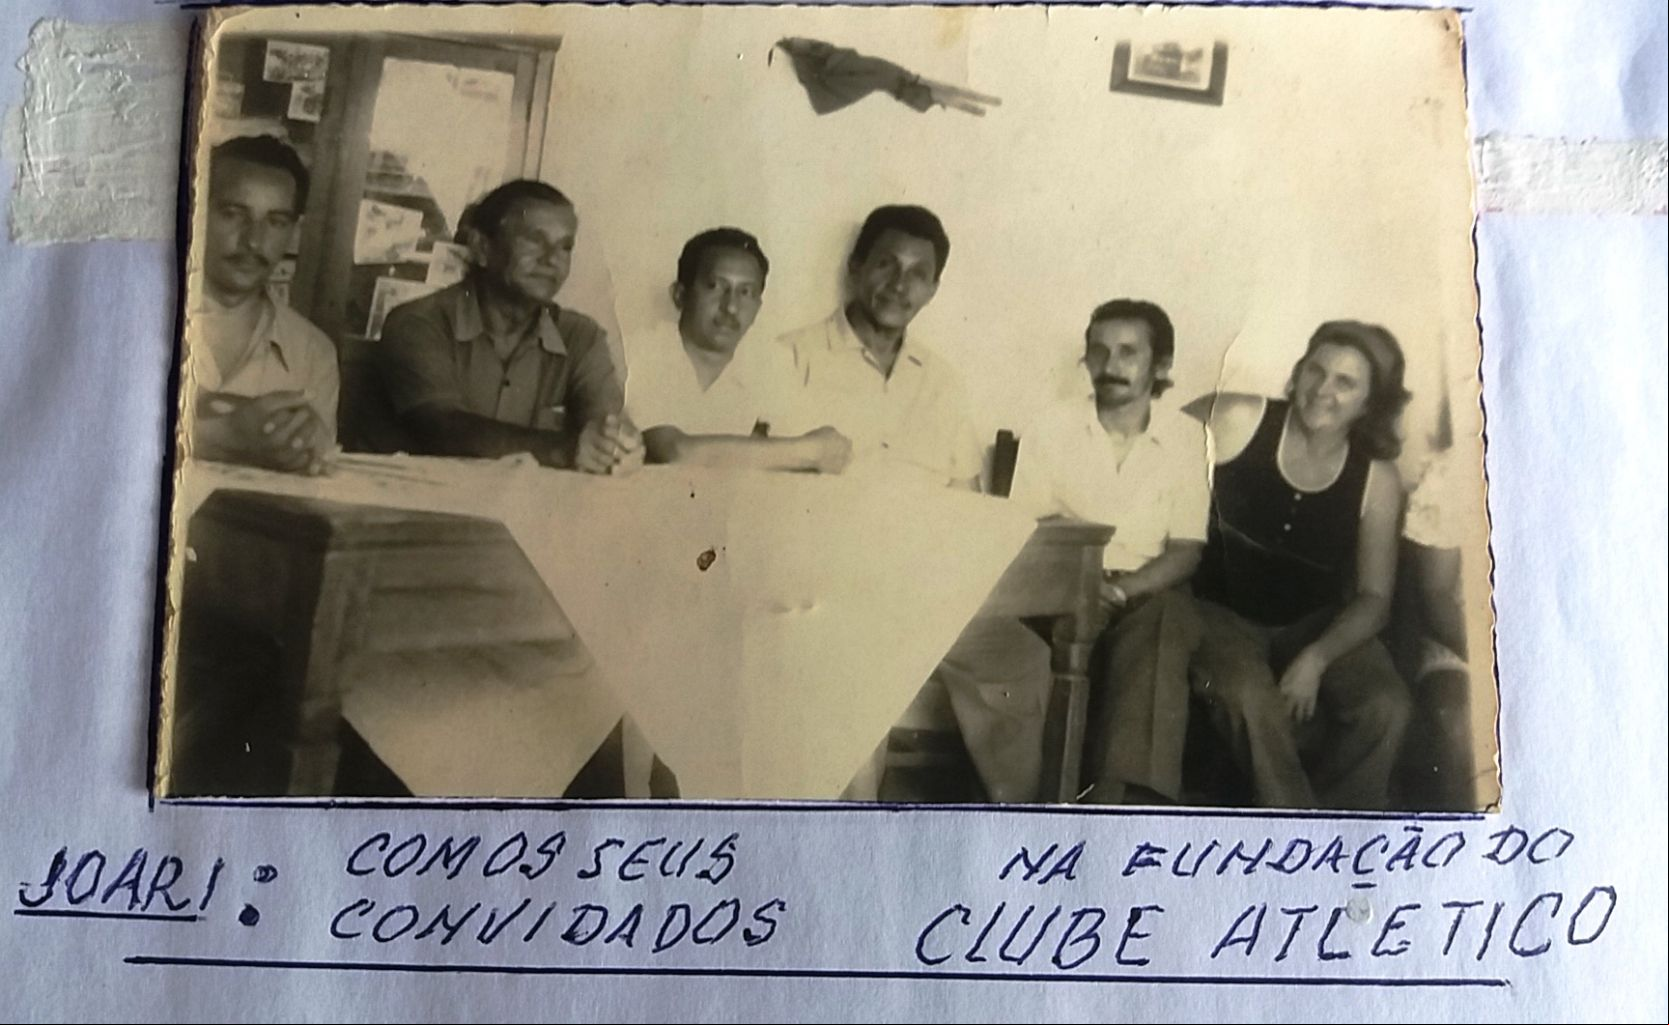 JOARI: COM OS SEUS
CONVIDADOS
NA FUNDAÇÃO DO
CLUBE ATLETICO